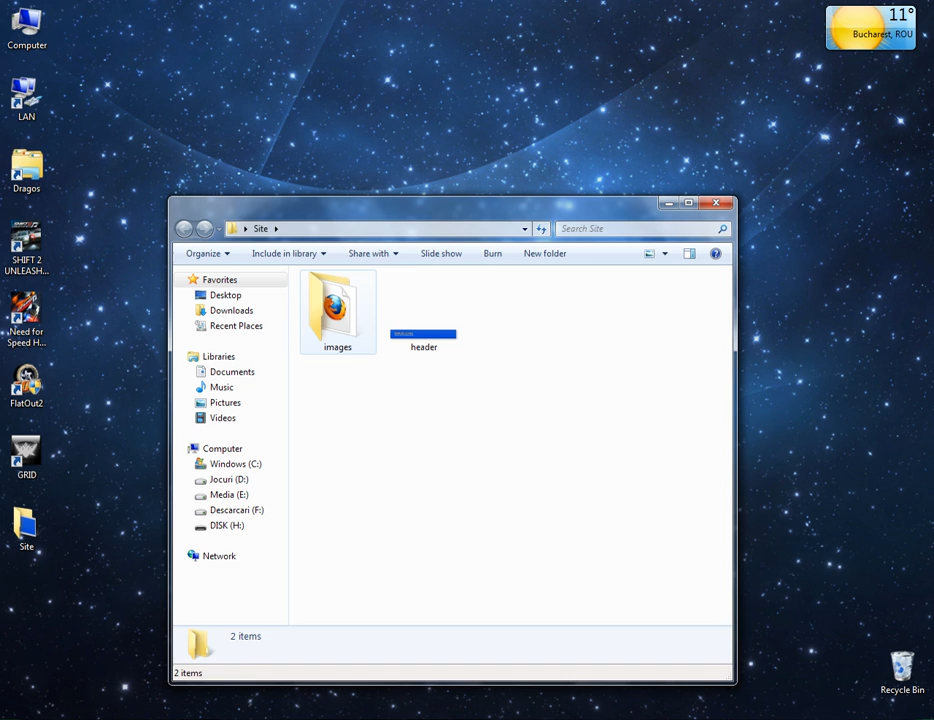 Computer
LAN
Dragos
SHIFT 2
UNLEASH...
Need for
Speed H...
FlatOut2
GRID
Site
11°
Bucharest, ROU
Site
Search Site
Organize
Include in library
Share with
Slide show
Burn
New folder
Favorites
Desktop
Downloads
Recent Places
Libraries
Documents
Music
Pictures
Videos
Computer
Windows (C:)
Jocuri (D:)
Media (E:)
Descarcari (F:)
DISK (H:)
Network
images
header
2 items
2 items
Recycle Bin